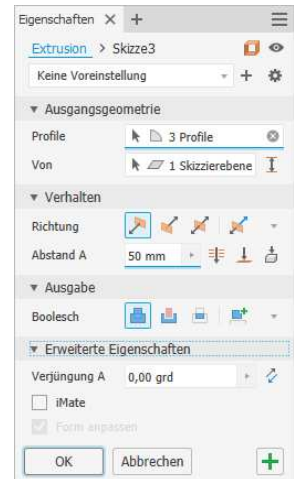 Eigenschaften × +
Extrusion > Skizze3
Keine Voreinstellung
Ausgangsgeometrie
Profile 3 Profile
Von 1 Skizzierebene
Verhalten
Richtung
Abstand A 50 mm
Ausgabe
Boolesch
Erweiterte Eigenschaften
Verjüngung A 0,00 grd
iMate
Form anpassen
OK Abbrechen